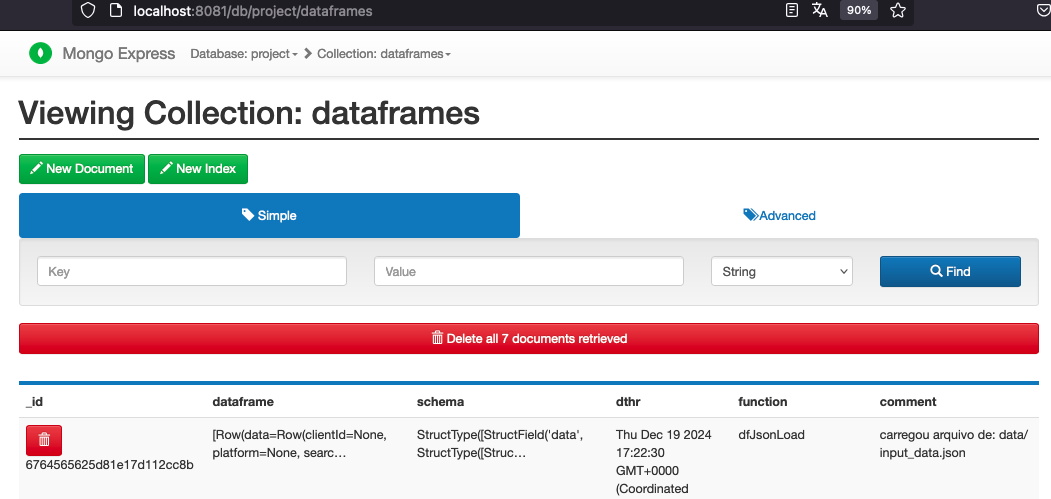 localhost:8081/db/project/dataframes 90%
Mongo Express Database: project Collection: dataframes
Viewing Collection: dataframes
New Document New Index
Simple Advanced
Key Value String Find
Delete all 7 documents retrieved
_id dataframe schema dthr function comment
6764565625d81e17d112cc8b
[Row(data=Row(clientId=None,
platform=None, searc...
StructType([StructField('data',
StructType([Struc...
Thu Dec 19 2024
17:22:30
GMT+0000
(Coordinated
dfJsonLoad
carregou arquivo de: data/
input_data.json